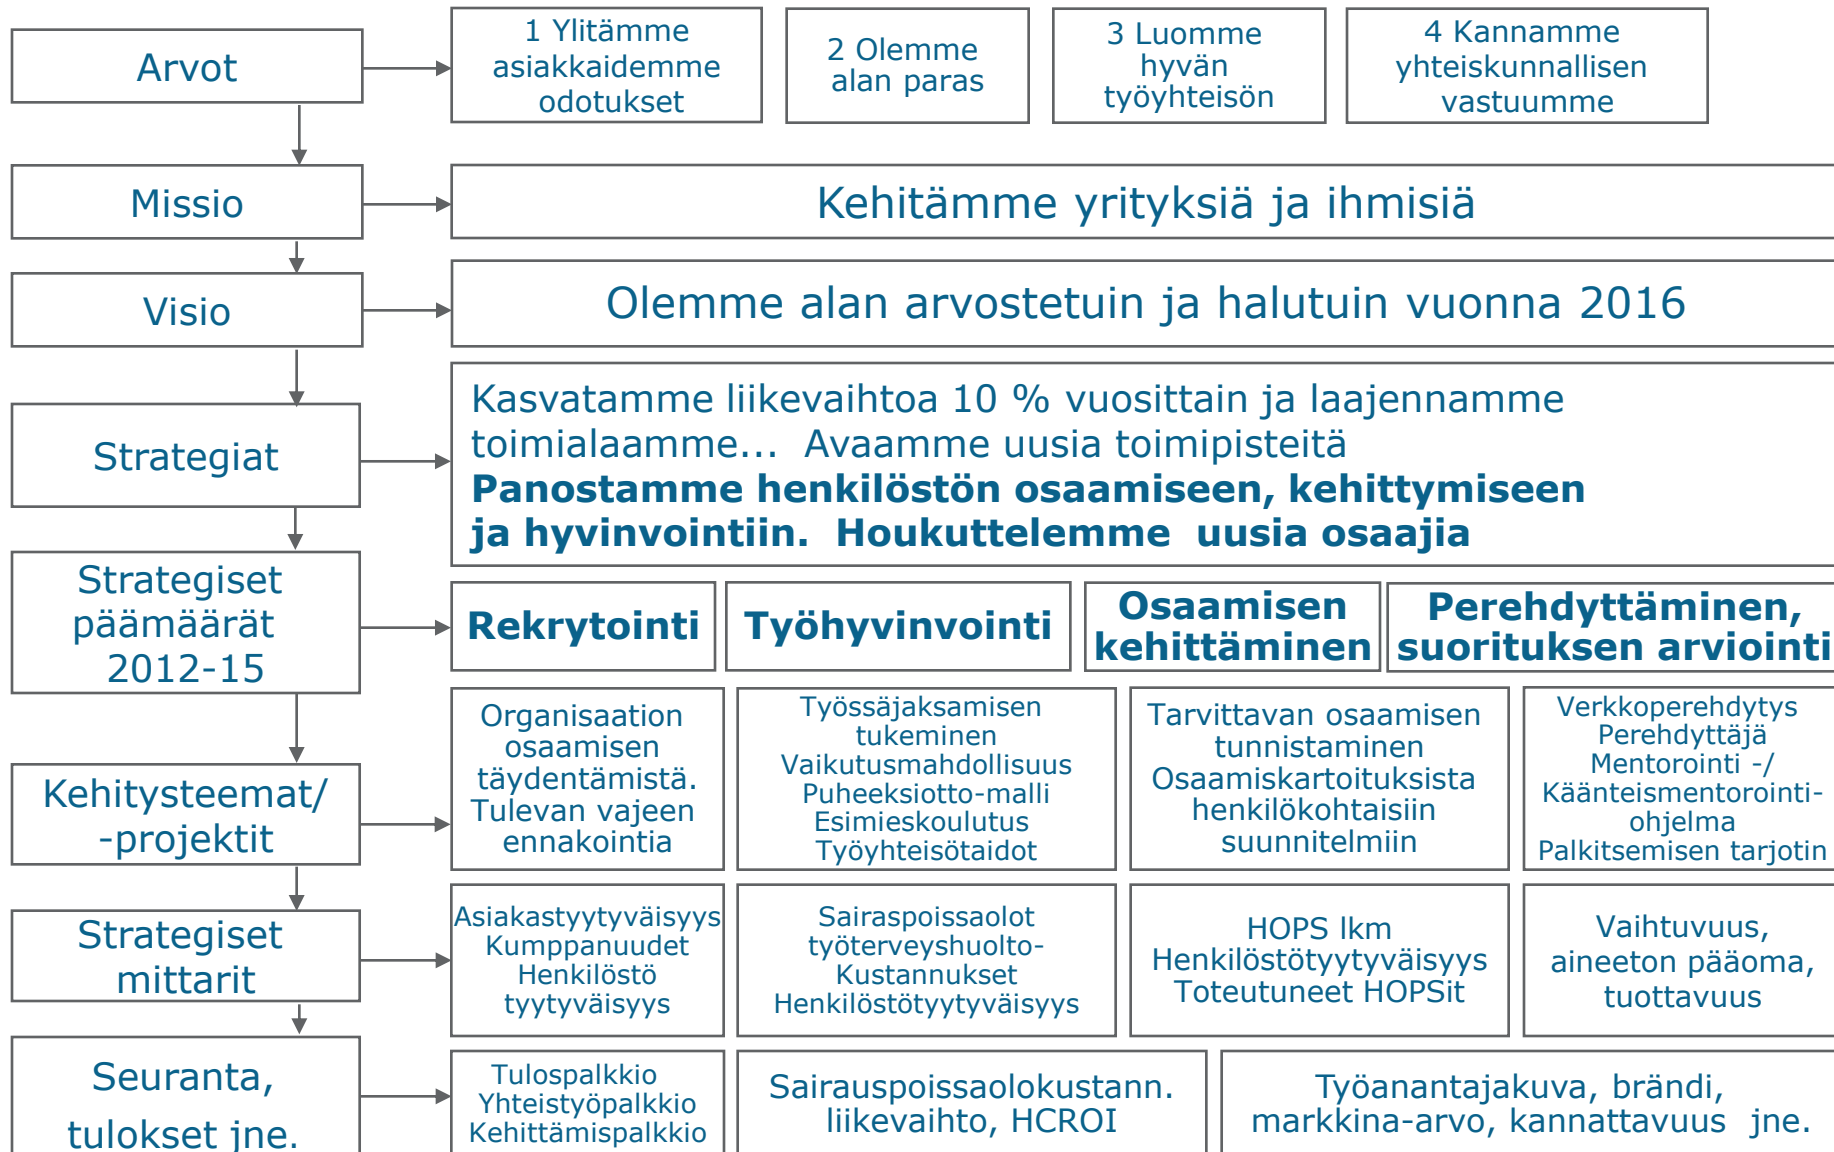 Arvot
1 Ylitämme
asiakkaidemme
odotukset
2 Olemme
alan paras
3 Luomme
hyvän
työyhteisön
4 Kannamme
yhteiskunnallisen
vastuumme
Missio
Kehitämme yrityksiä ja ihmisiä
Visio
Olemme alan arvostetuin ja halutuin vuonna 2016
Strategiat
Kasvatamme liikevaihtoa 10 % vuosittain ja laajennamme
toimialaamme... Avaamme uusia toimipisteitä
Panostamme henkilöstön osaamiseen, kehittymiseen
ja hyvinvointiin. Houkuttelemme uusia osaajia
Strategiset
päämäärät
2012-15
Rekrytointi
Työhyvinvointi
Osaamisen
kehittäminen
Perehdyttäminen,
suorituksen arviointi
Kehitysteemat/
-projektit
Organisaation
osaamisen
täydentämistä.
Tulevan vajeen
ennakointia
Työssäjaksamisen
tukeminen
Vaikutusmahdollisuus
Puheeksiotto-malli
Esimieskoulutus
Työyhteisötaidot
Tarvittavan osaamisen
tunnistaminen
Osaamiskartoituksista
henkilökohtaisiin
suunnitelmiin
Verkkoperehdytys
Perehdyttäjä
Mentorointi -/
Käänteismentorointi-
ohjelma
Palkitsemisen tarjotin
Strategiset
mittarit
Asiakastyytyväisyys
Kumppanuudet
Henkilöstö
tyytyväisyys
Sairaspoissaolot
työterveyshuolto-
Kustannukset
Henkilöstötyytyväisyys
HOPS lkm
Henkilöstötyytyväisyys
Toteutuneet HOPSit
Vaihtuvuus,
aineeton pääoma,
tuottavuus
Seuranta,
tulokset jne.
Tulospalkkio
Yhteistyöpalkkio
Kehittämispalkkio
Sairauspoissaolokustann.
liikevaihto, HCROI
Työanantajakuva, brändi,
markkina-arvo, kannattavuus jne.